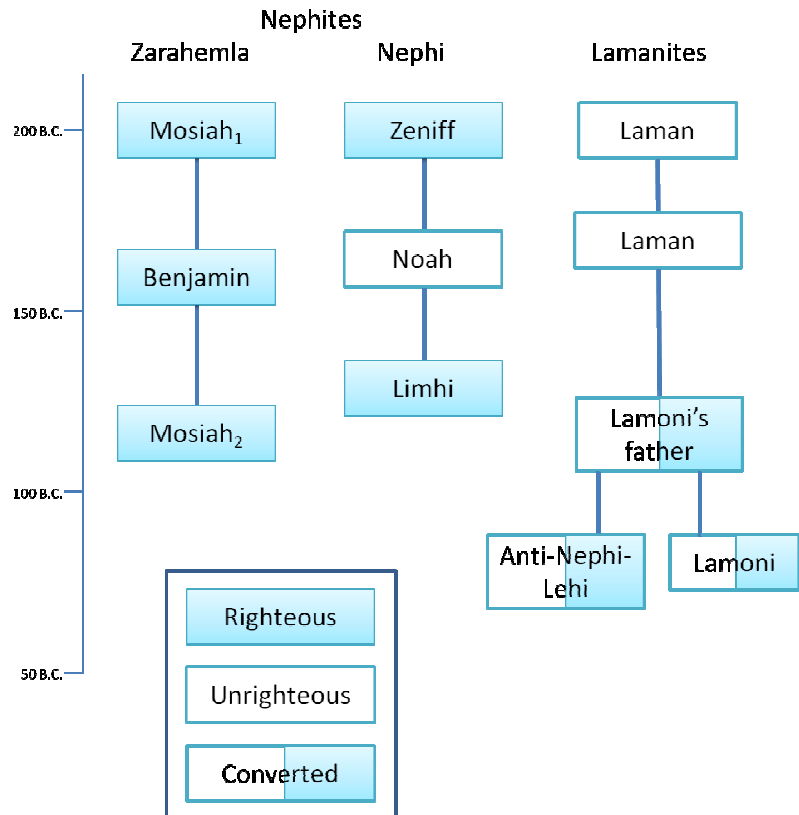 Nephites
Zarahemla
Nephi
Lamanites
200 B.C.
Mosiah1
Zeniff
Laman
Laman
Noah
Benjamin
150 B.C.
Limhi
Mosiah2
Lamoni's
father
100 B.C.
Anti-Nephi-
Lehi
Lamoni
50 B.C.
Righteous
Unrighteous
Converted